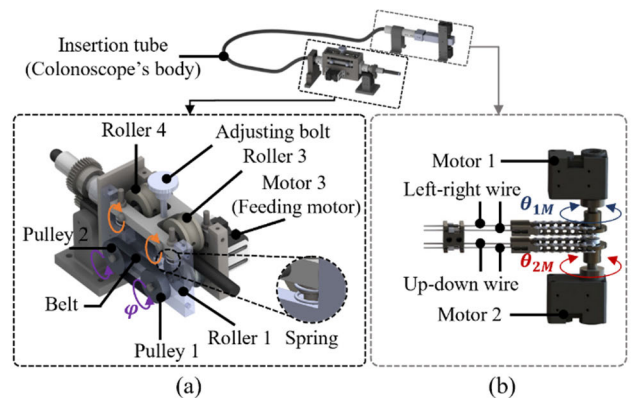 Insertion tube
(Colonoscope's body)
Roller 4
Adjusting bolt
Roller 3
Motor 3
(Feeding motor)
Pulley 2
Belt
φ
Pulley 1
Roller 1
Spring
(a)
Motor 1
Left-right wire
θ1M
Up-down wire
θ2M
Motor 2
(b)